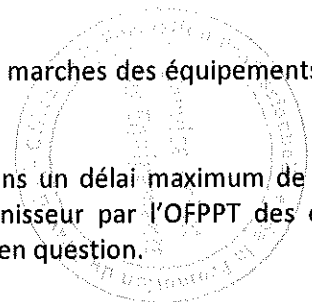 marches des équipements
ns un délai maximum de
nisseur par l'OFPPT des
en question.